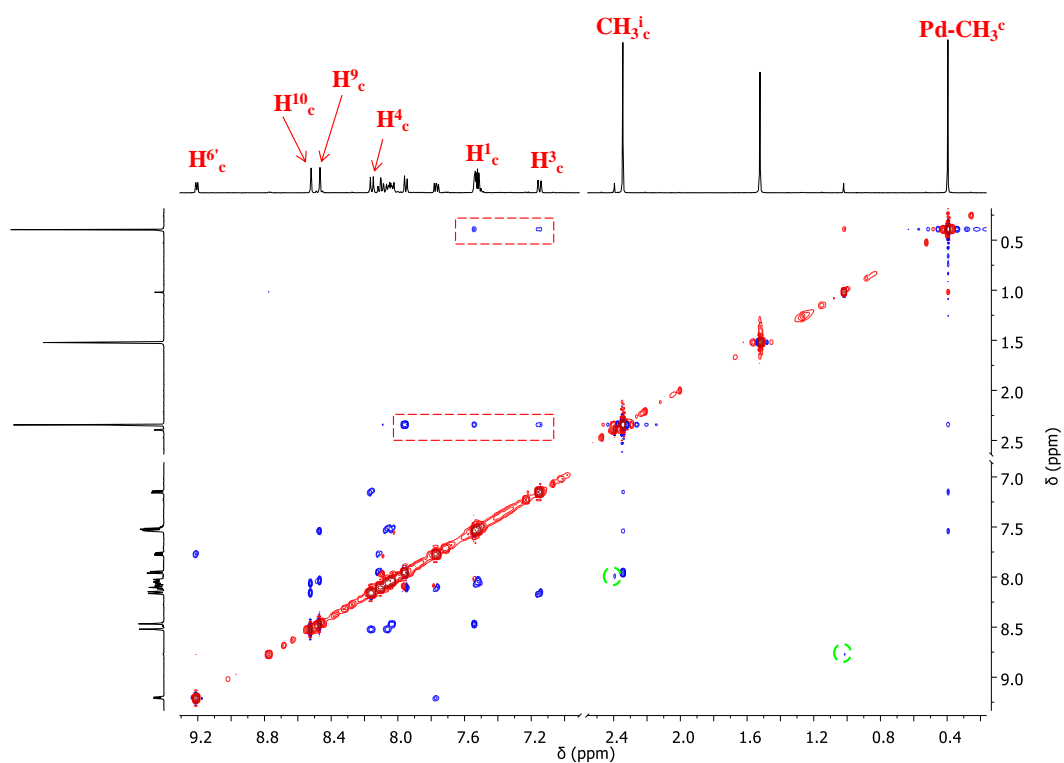 CH₃ⁱc
Pd-CH₃ᶜ
H⁹c
H¹⁰c
H⁴c
H⁶'c
H¹c
H³c
0.5
1.0
1.5
2.0
2.5
7.0
7.5
8.0
8.5
9.0
δ (ppm)
9.2 8.8 8.4 8.0 7.6 7.2 2.4 2.0 1.6 1.2 0.8 0.4
δ (ppm)